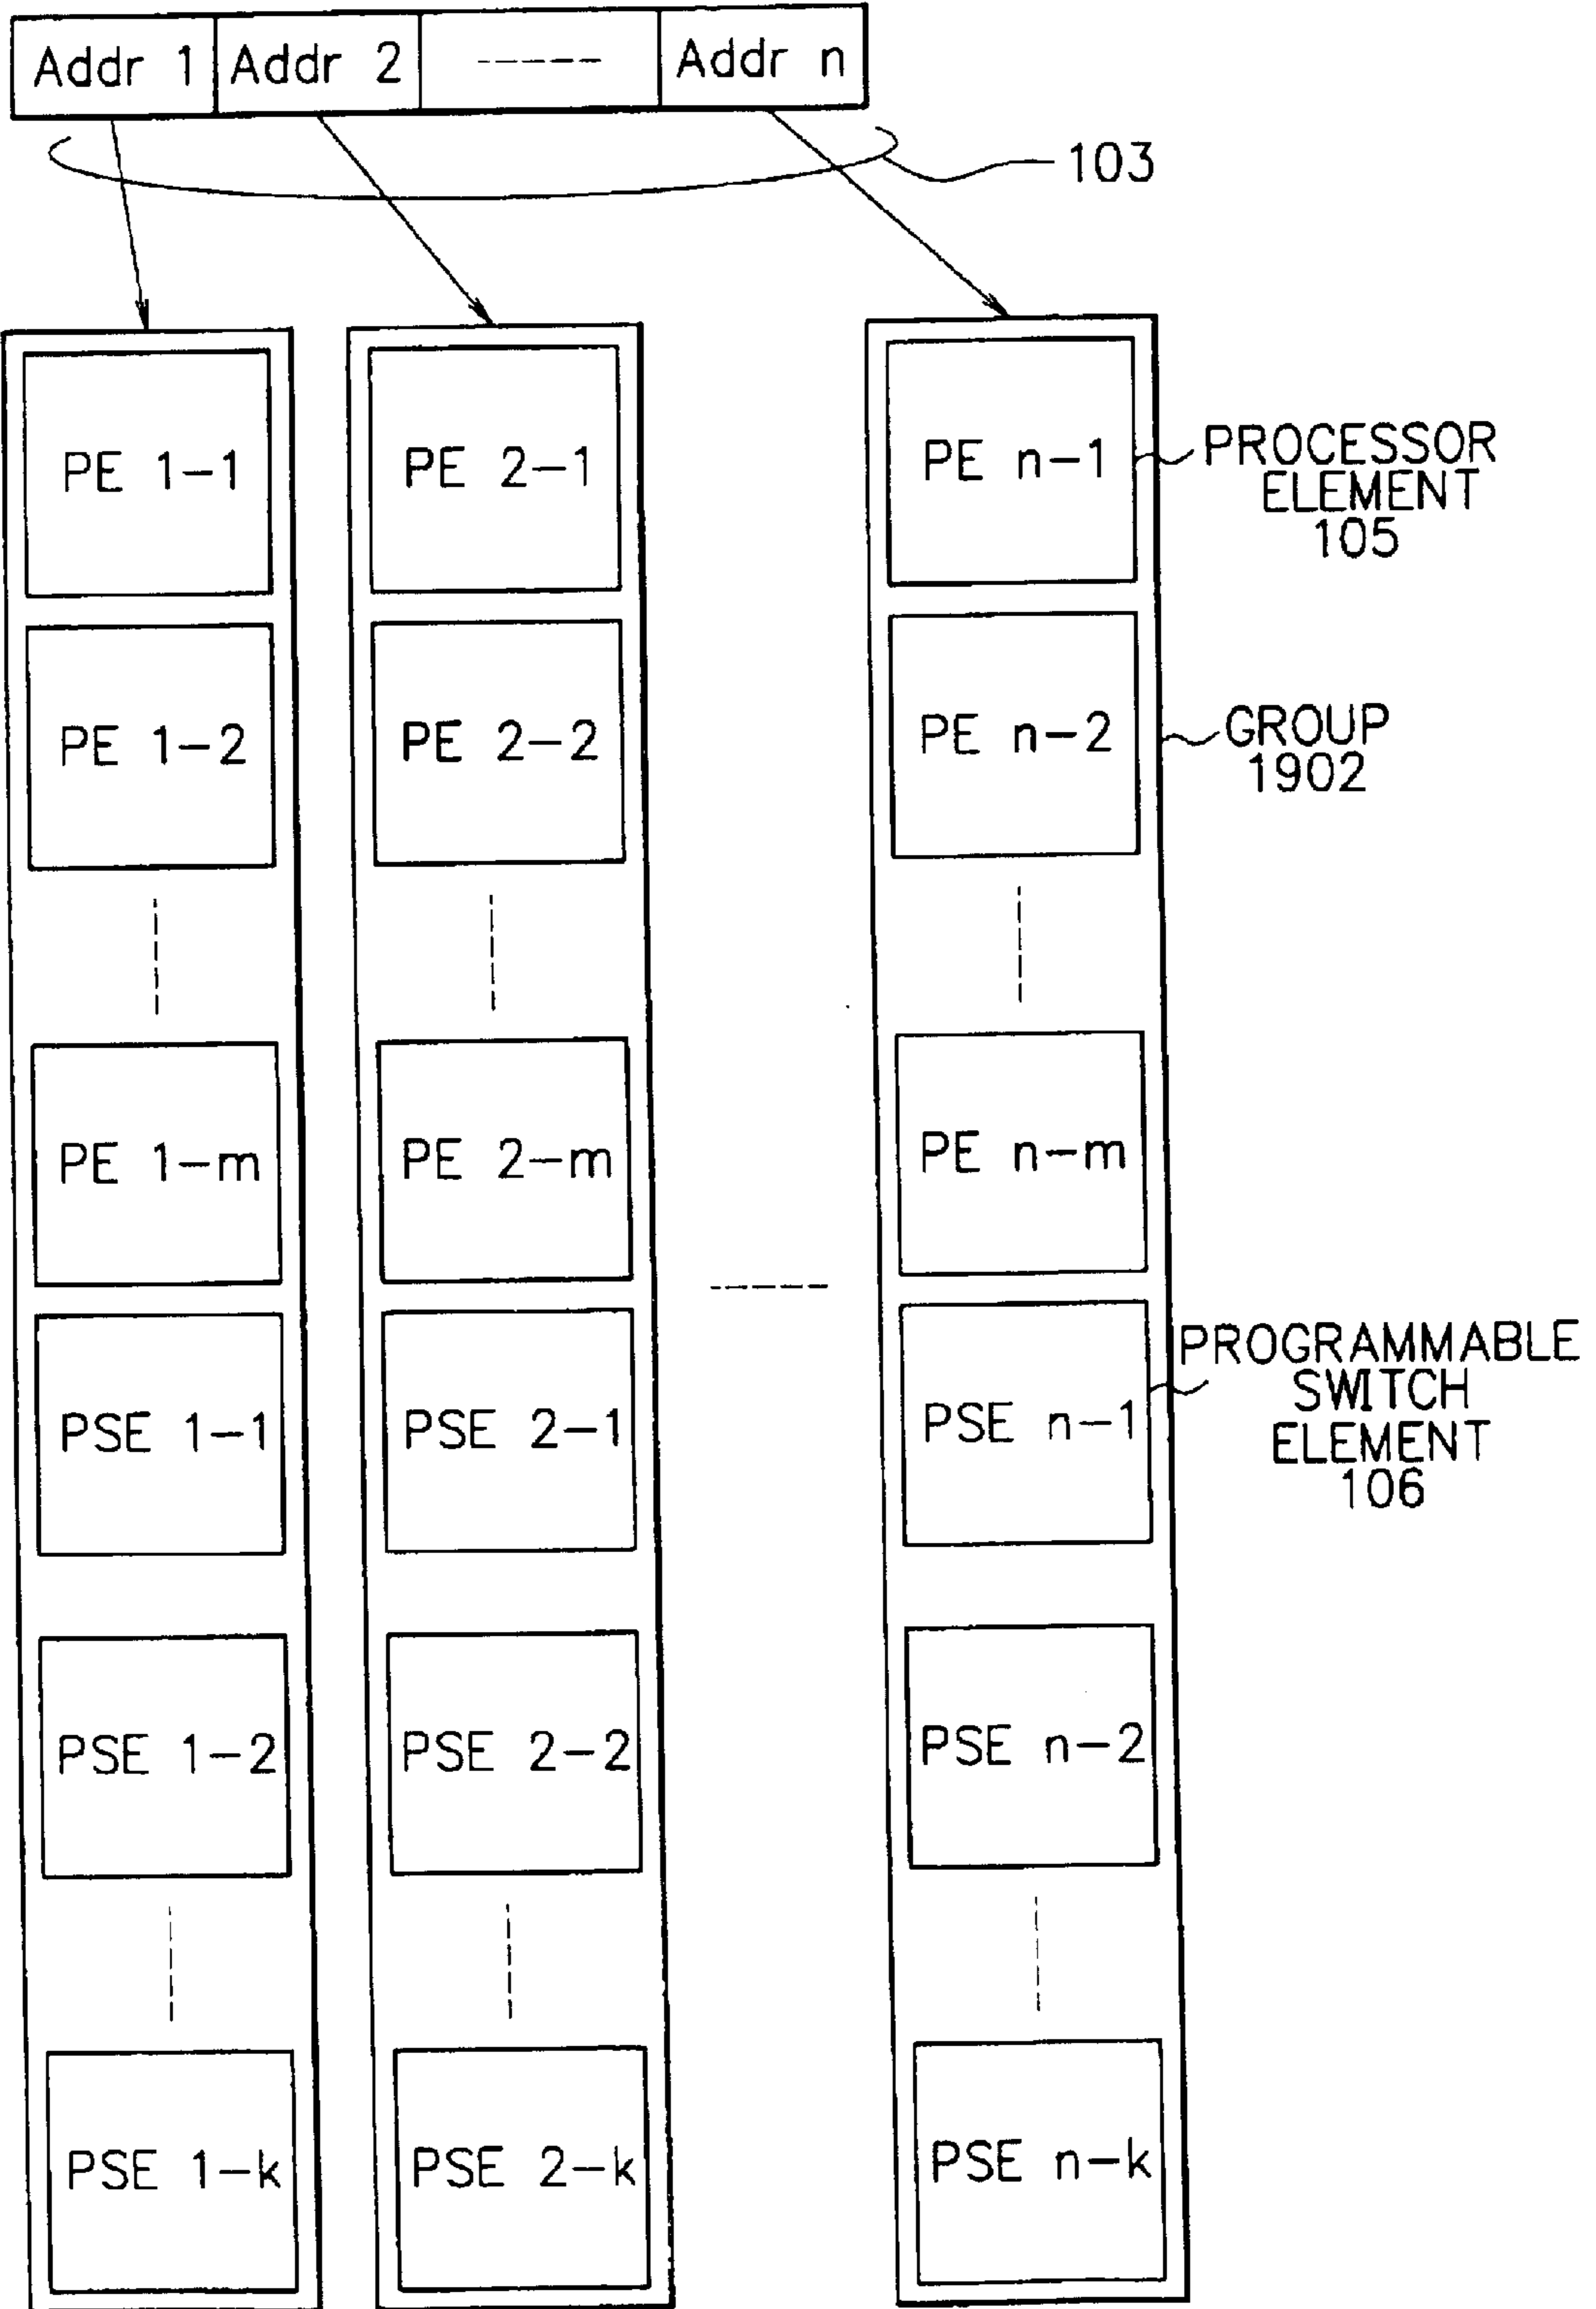 Addr 1 Addr 2 Addr n
103
PE 1-1 PE 2-1 PE n-1
PROCESSOR
ELEMENT
105
PE 1-2 PE 2-2 PE n-2
GROUP
1902
PE 1-m PE 2-m PE n-m
PSE 1-1 PSE 2-1 PSE n-1
PROGRAMMABLE
SWITCH
ELEMENT
106
PSE 1-2 PSE 2-2 PSE n-2
PSE 1-k PSE 2-k PSE n-k